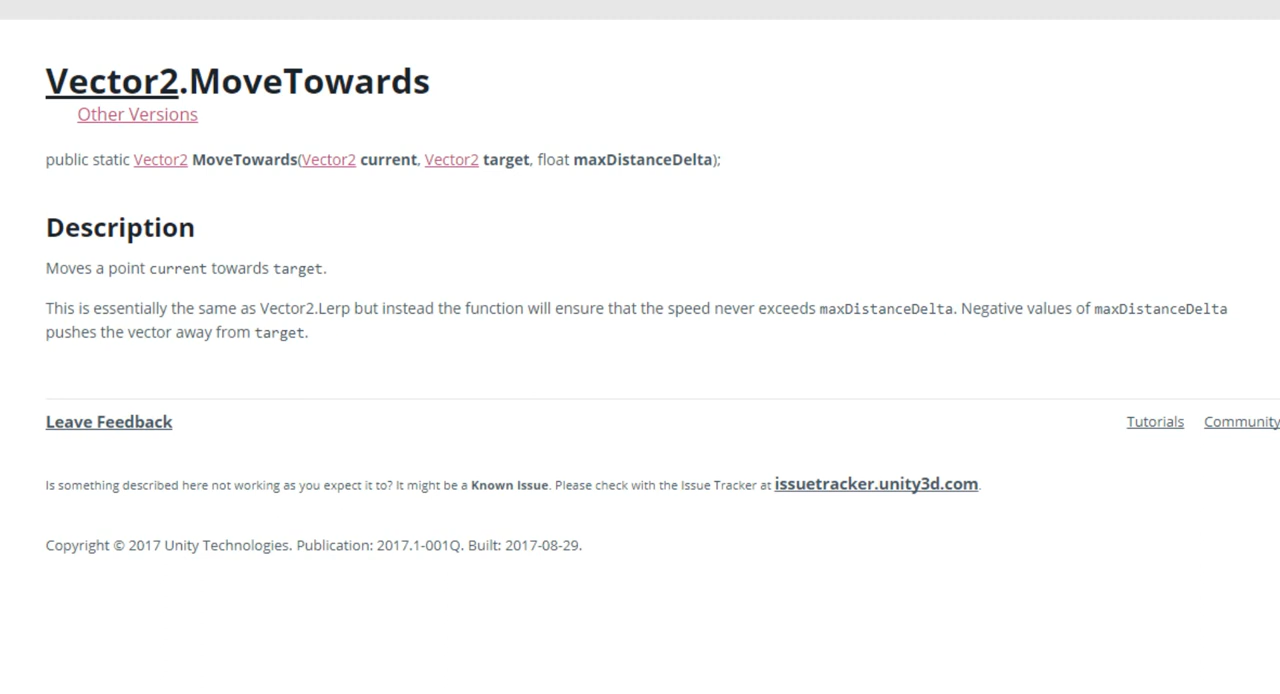 Vector2.MoveTowards
Other Versions
public static Vector2 MoveTowards(Vector2 current, Vector2 target, float maxDistanceDelta);
Description
Moves a point current towards target.
This is essentially the same as Vector2.Lerp but instead the function will ensure that the speed never exceeds maxDistanceDelta. Negative values of maxDistanceDelta
pushes the vector away from target.
Leave Feedback
Tutorials Community
Is something described here not working as you expect it to? It might be a Known Issue. Please check with the Issue Tracker at issuetracker.unity3d.com.
Copyright © 2017 Unity Technologies. Publication: 2017.1-001Q. Built: 2017-08-29.